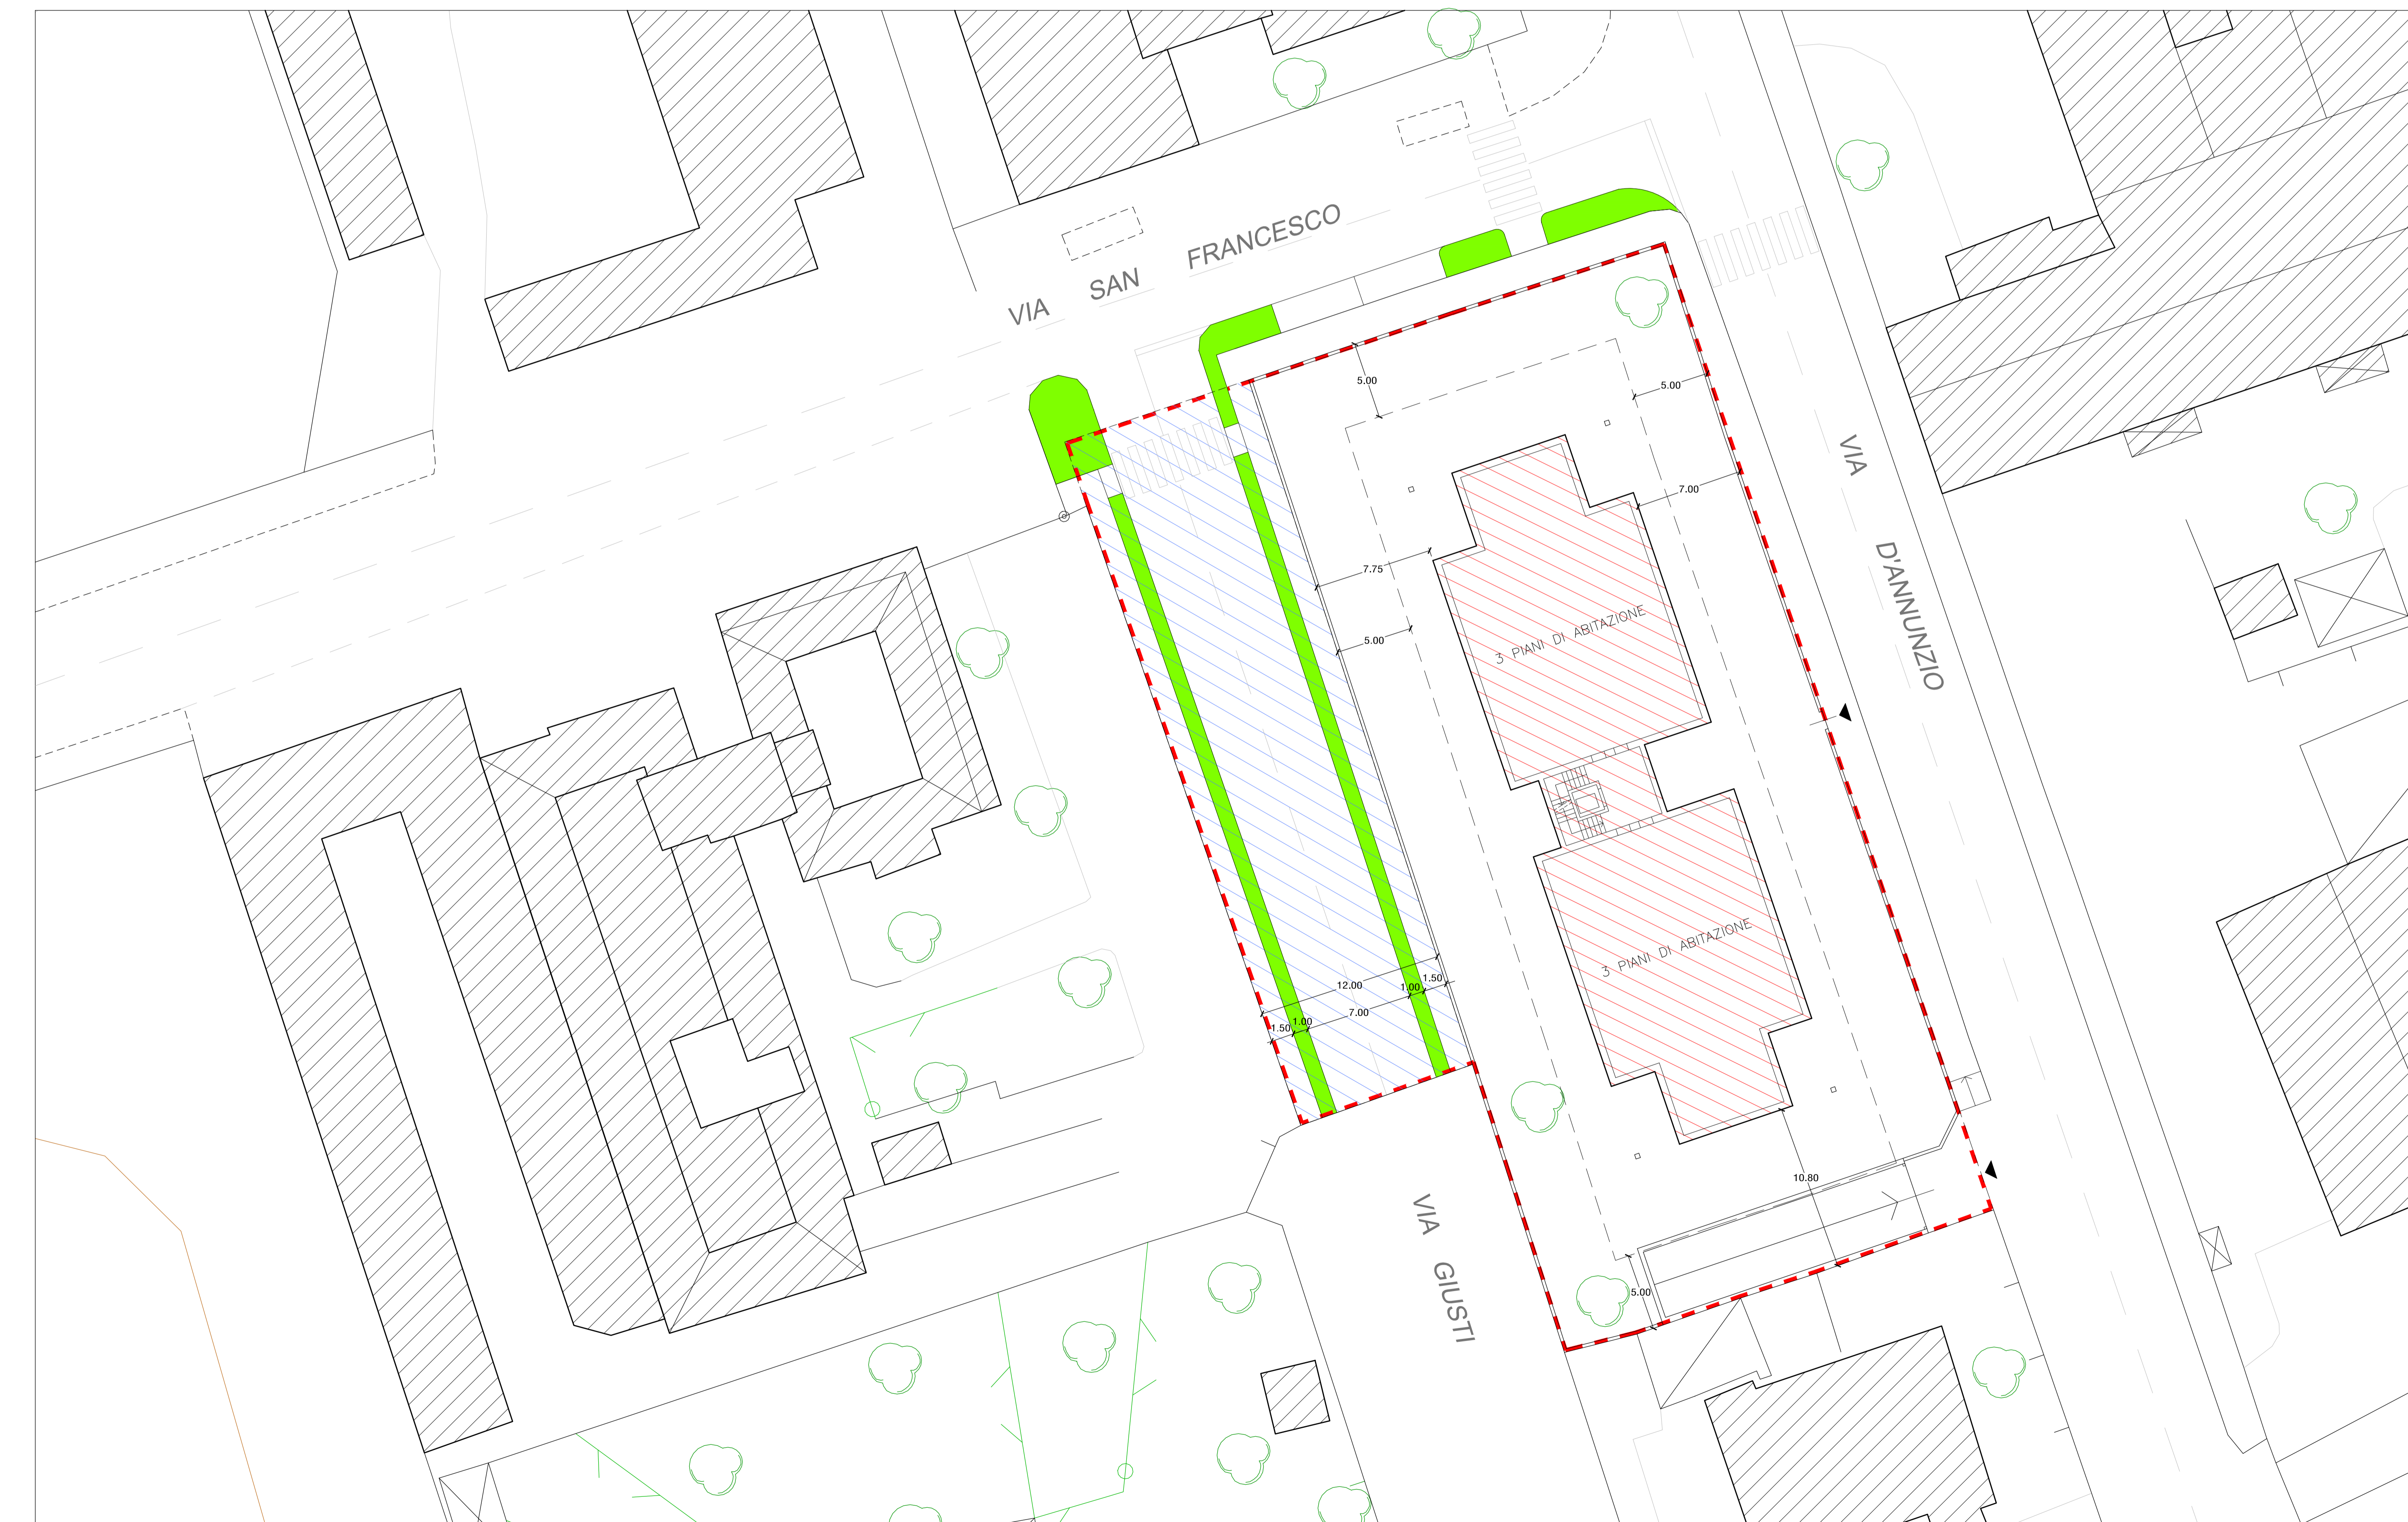 VIA SAN FRANCESCO
5.00
5.00
VIA D'ANNUNZIO
7.00
7.75
5.00
3 PIANI DI ABITAZIONE
3 PIANI DI ABITAZIONE
12.00
1.50
1.00
7.00
1.00
1.50
10.80
VIA GIUSTI
5.00